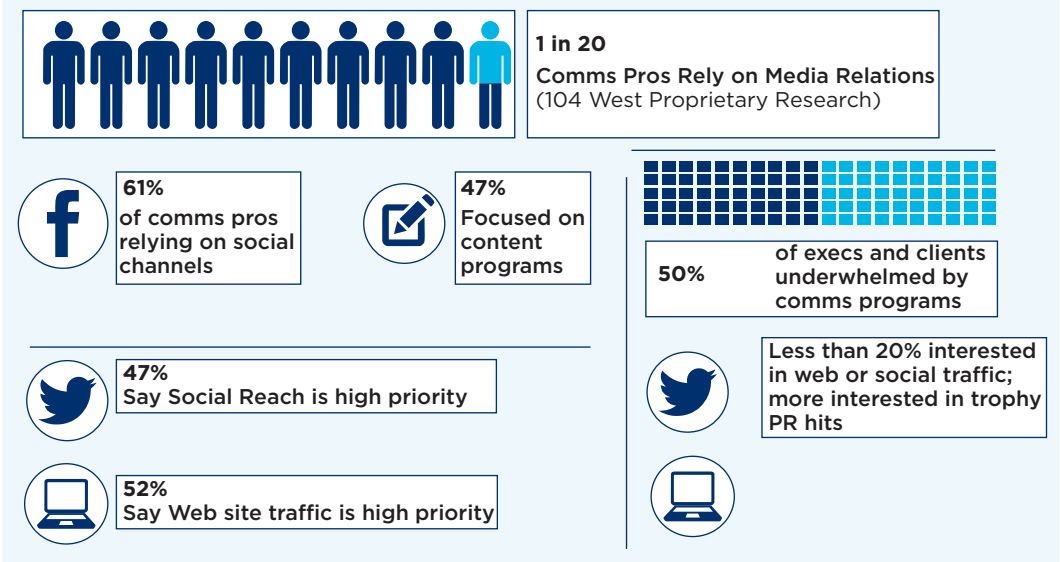 1 in 20
Comms Pros Rely on Media Relations
(104 West Proprietary Research)
61%
of comms pros
relying on social
channels
47%
Focused on
content
programs
50%
of execs and clients
underwhelmed by
comms programs
47%
Say Social Reach is high priority
52%
Say Web site traffic is high priority
Less than 20% interested
in web or social traffic;
more interested in trophy
PR hits